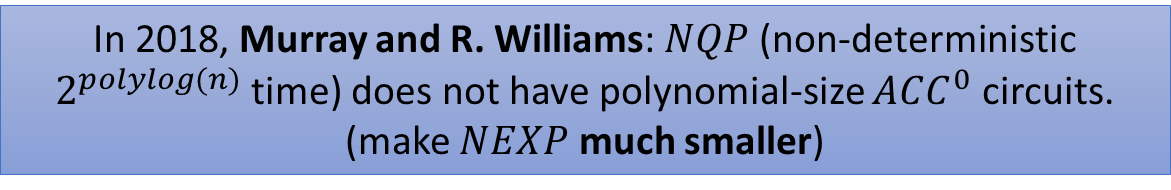 In 2018, Murray and R. Williams: NQP (non-deterministic
2^{polylog(n)} time) does not have polynomial-size ACC^0 circuits.
(make NEXP much smaller)